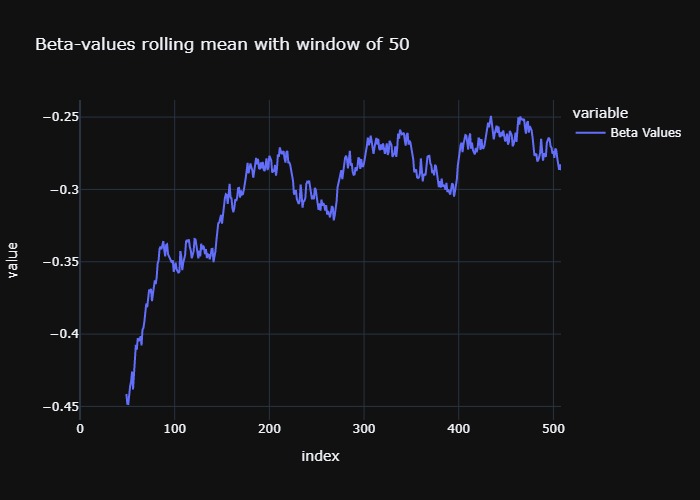 Beta-values rolling mean with window of 50
variable
Beta Values
−0.25
−0.3
−0.35
−0.4
−0.45
value
0 100 200 300 400 500
index